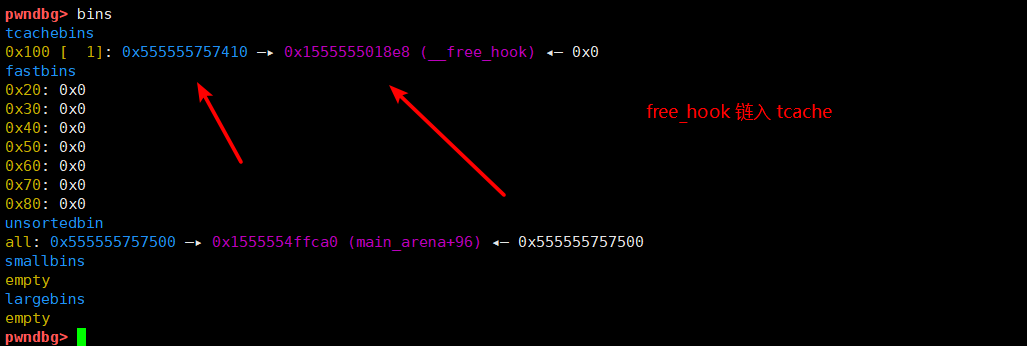 pwndbg> bins
tcachebins
0x100 [  1]: 0x555555757410 —▸ 0x1555555018e8 (__free_hook) ◂— 0x0
fastbins
0x20: 0x0
0x30: 0x0
0x40: 0x0
0x50: 0x0
0x60: 0x0
0x70: 0x0
0x80: 0x0
free_hook 链入 tcache
unsortedbin
all: 0x555555757500 —▸ 0x1555554ffca0 (main_arena+96) ◂— 0x555555757500
smallbins
empty
largebins
empty
pwndbg>